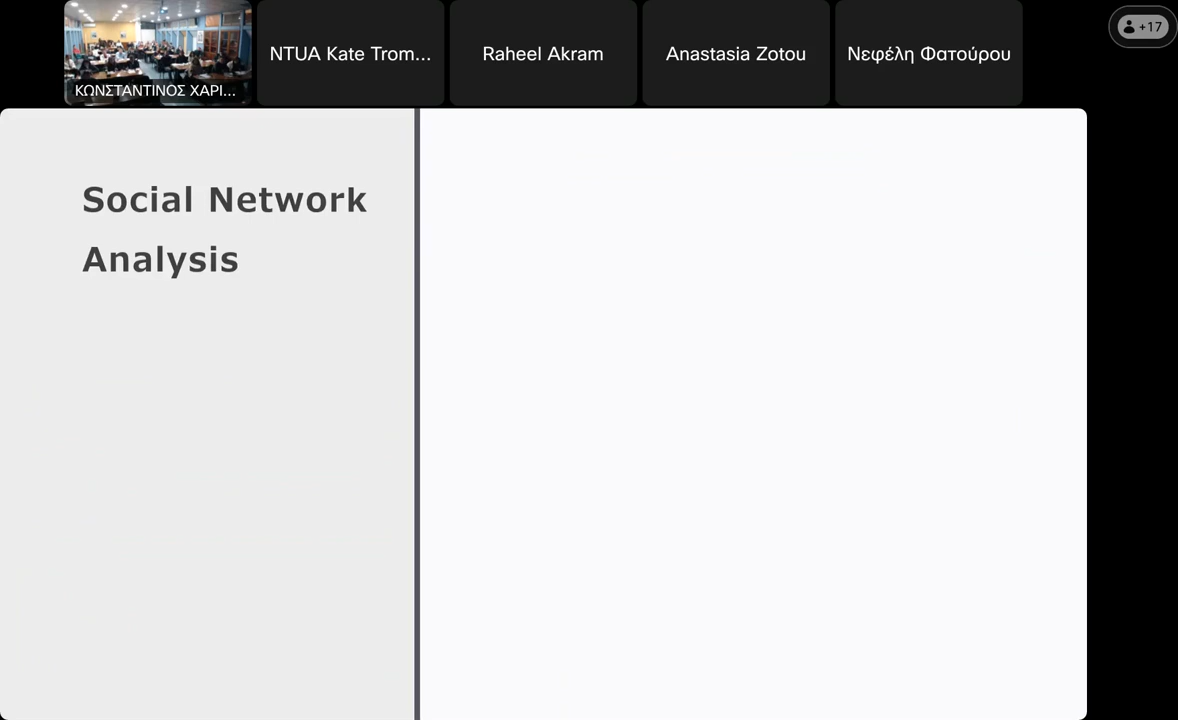 ΚΩΝΣΤΑΝΤΙΝΟΣ ΧΑΡΙ...
NTUA Kate Trom...
Raheel Akram
Anastasia Zotou
Νεφέλη Φατούρου
+17
Social Network
Analysis